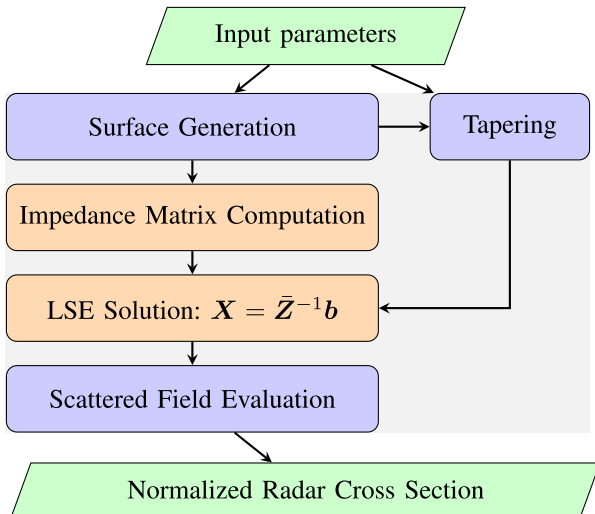 Input parameters
Surface Generation
Tapering
Impedance Matrix Computation
LSE Solution: X = Z̄⁻¹b
Scattered Field Evaluation
Normalized Radar Cross Section